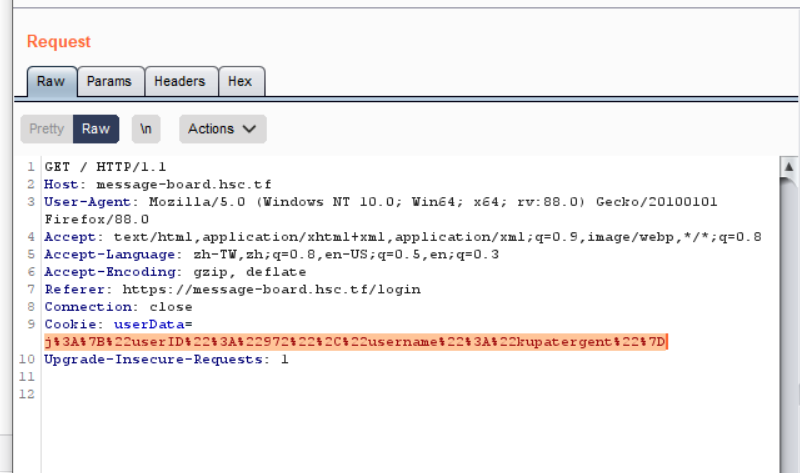 Request
Raw Params Headers Hex
Pretty Raw \n Actions
1 GET / HTTP/1.1
2 Host: message-board.hsc.tf
3 User-Agent: Mozilla/5.0 (Windows NT 10.0; Win64; x64; rv:88.0) Gecko/20100101
Firefox/88.0
4 Accept: text/html,application/xhtml+xml,application/xml;q=0.9,image/webp,*/*;q=0.8
5 Accept-Language: zh-TW,zh;q=0.8,en-US;q=0.5,en;q=0.3
6 Accept-Encoding: gzip, deflate
7 Referer: https://message-board.hsc.tf/login
8 Connection: close
9 Cookie: userData=
j%3A%7B%22userID%22%3A%22972%22%2C%22username%22%3A%22kupatergent%22%7D
10 Upgrade-Insecure-Requests: 1
11
12